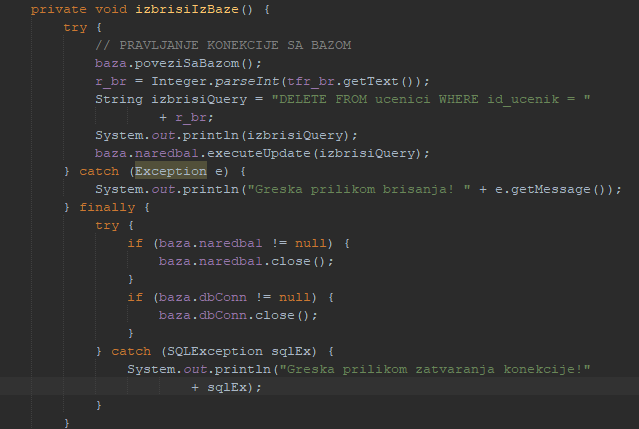 private void izbrisiIzBaze() {
try {
// PRAVLJANJE KONEKCIJE SA BAZOM
baza.poveziSaBazom();
r_br = Integer.parseInt(tfr_br.getText());
String izbrisiQuery = "DELETE FROM ucenici WHERE id_ucenik = "
+ r_br;
System.out.println(izbrisiQuery);
baza.naredba1.executeUpdate(izbrisiQuery);
} catch (Exception e) {
System.out.println("Greska prilikom brisanja! " + e.getMessage());
} finally {
try {
if (baza.naredba1 != null) {
baza.naredba1.close();
}
if (baza.dbConn != null) {
baza.dbConn.close();
}
} catch (SQLException sqlEx) {
System.out.println("Greska prilikom zatvaranja konekcije!"
+ sqlEx);
}
}